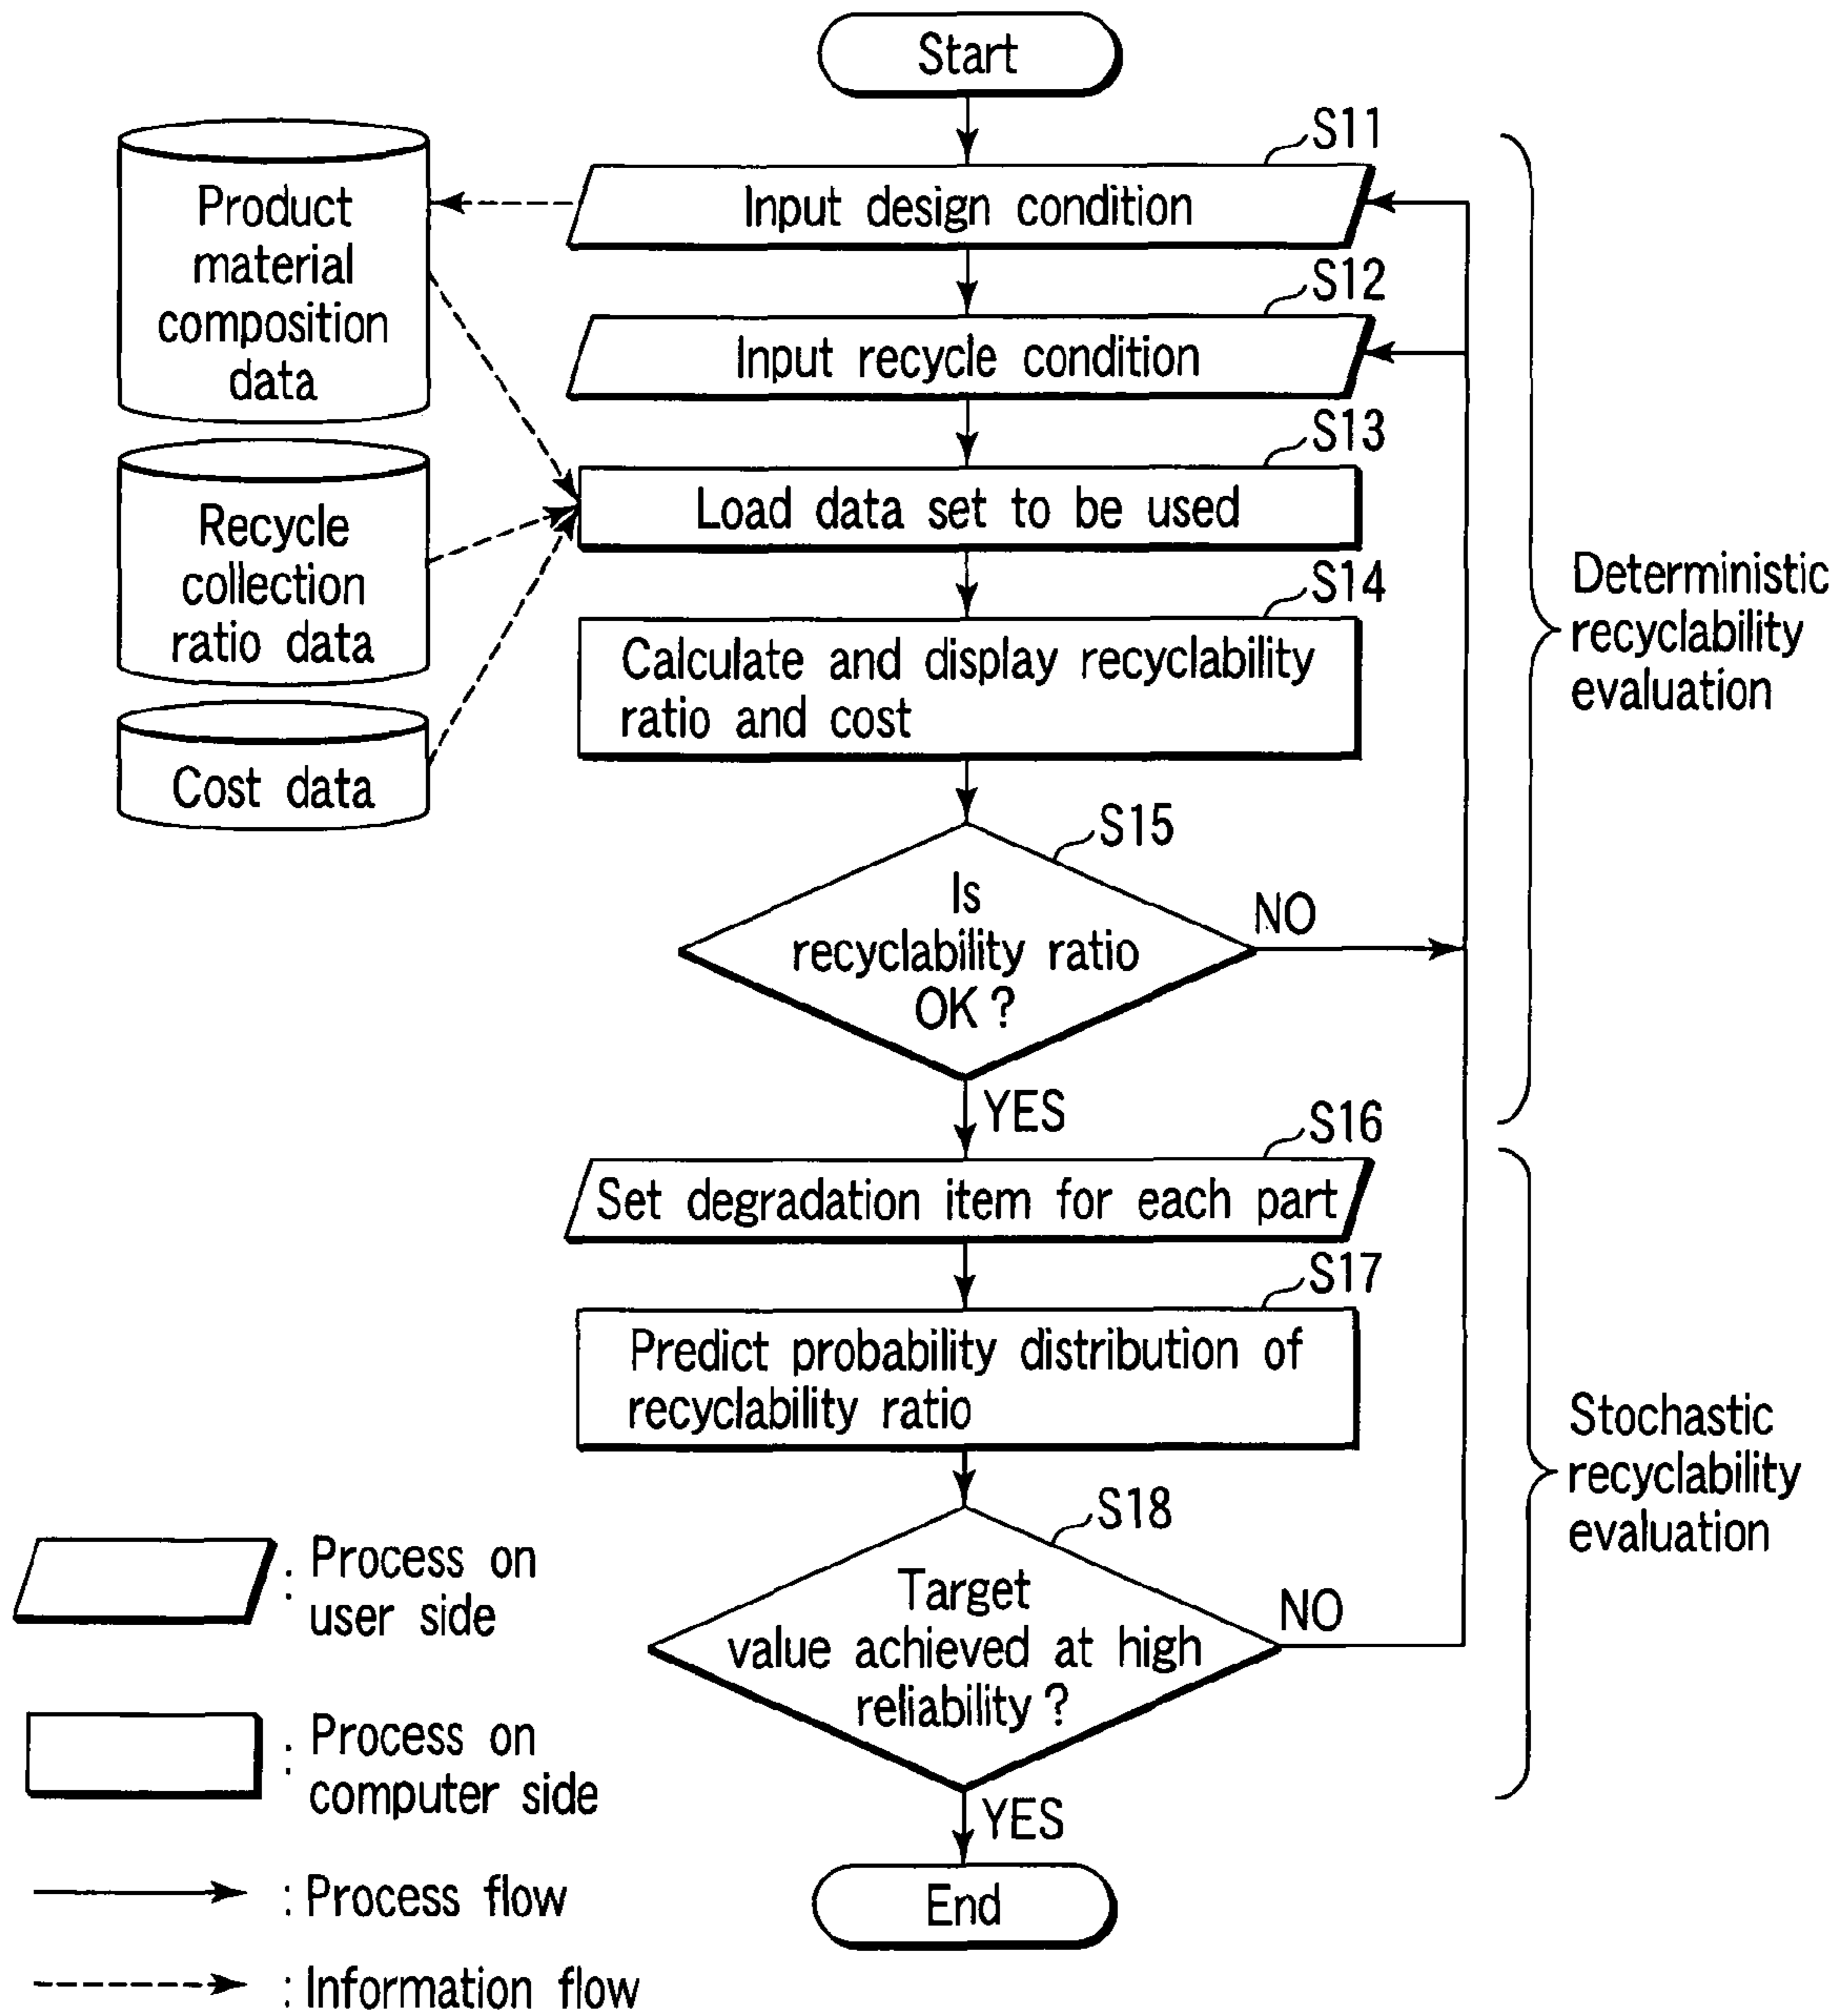 Start
S11
Input design condition
S12
Input recycle condition
S13
Load data set to be used
S14
Calculate and display recyclability
ratio and cost
S15
Is
recyclability ratio
OK?
NO
YES
S16
Set degradation item for each part
S17
Predict probability distribution of
recyclability ratio
S18
Target
value achieved at high
reliability?
NO
YES
End
Product
material
composition
data
Recycle
collection
ratio data
Cost data
Deterministic
recyclability
evaluation
Stochastic
recyclability
evaluation
: Process on
user side
: Process on
computer side
: Process flow
: Information flow